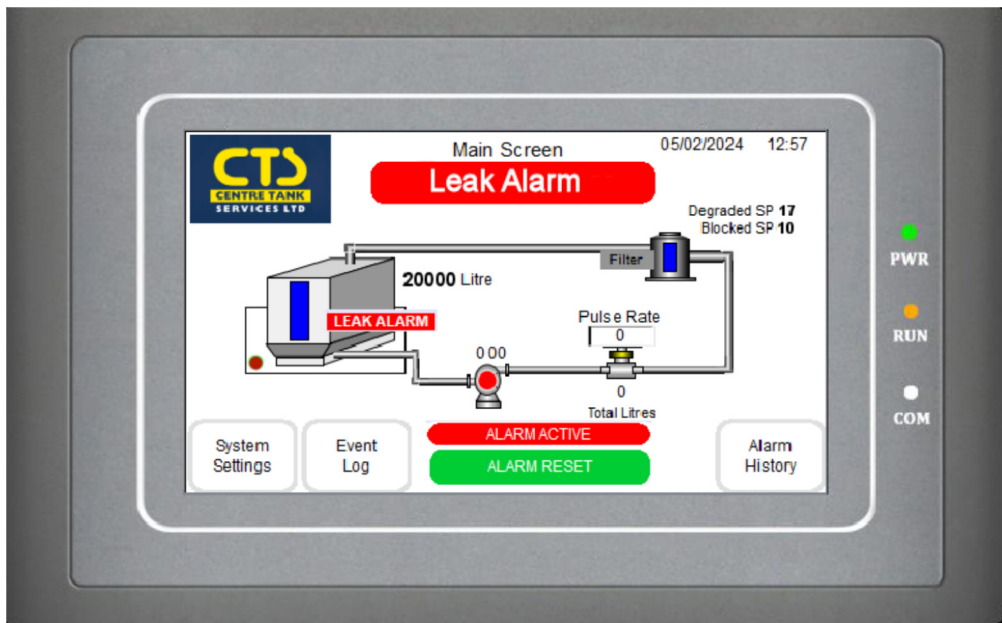 CTS
CENTRE TANK
SERVICES LTD
Main Screen
05/02/2024 12:57
Leak Alarm
Degraded SP 17
Blocked SP 10
Filter
20000 Litre
LEAK ALARM
Pulse Rate
0
0 00
0
Total Litres
ALARM ACTIVE
ALARM RESET
System
Settings
Event
Log
Alarm
History
PWR
RUN
COM